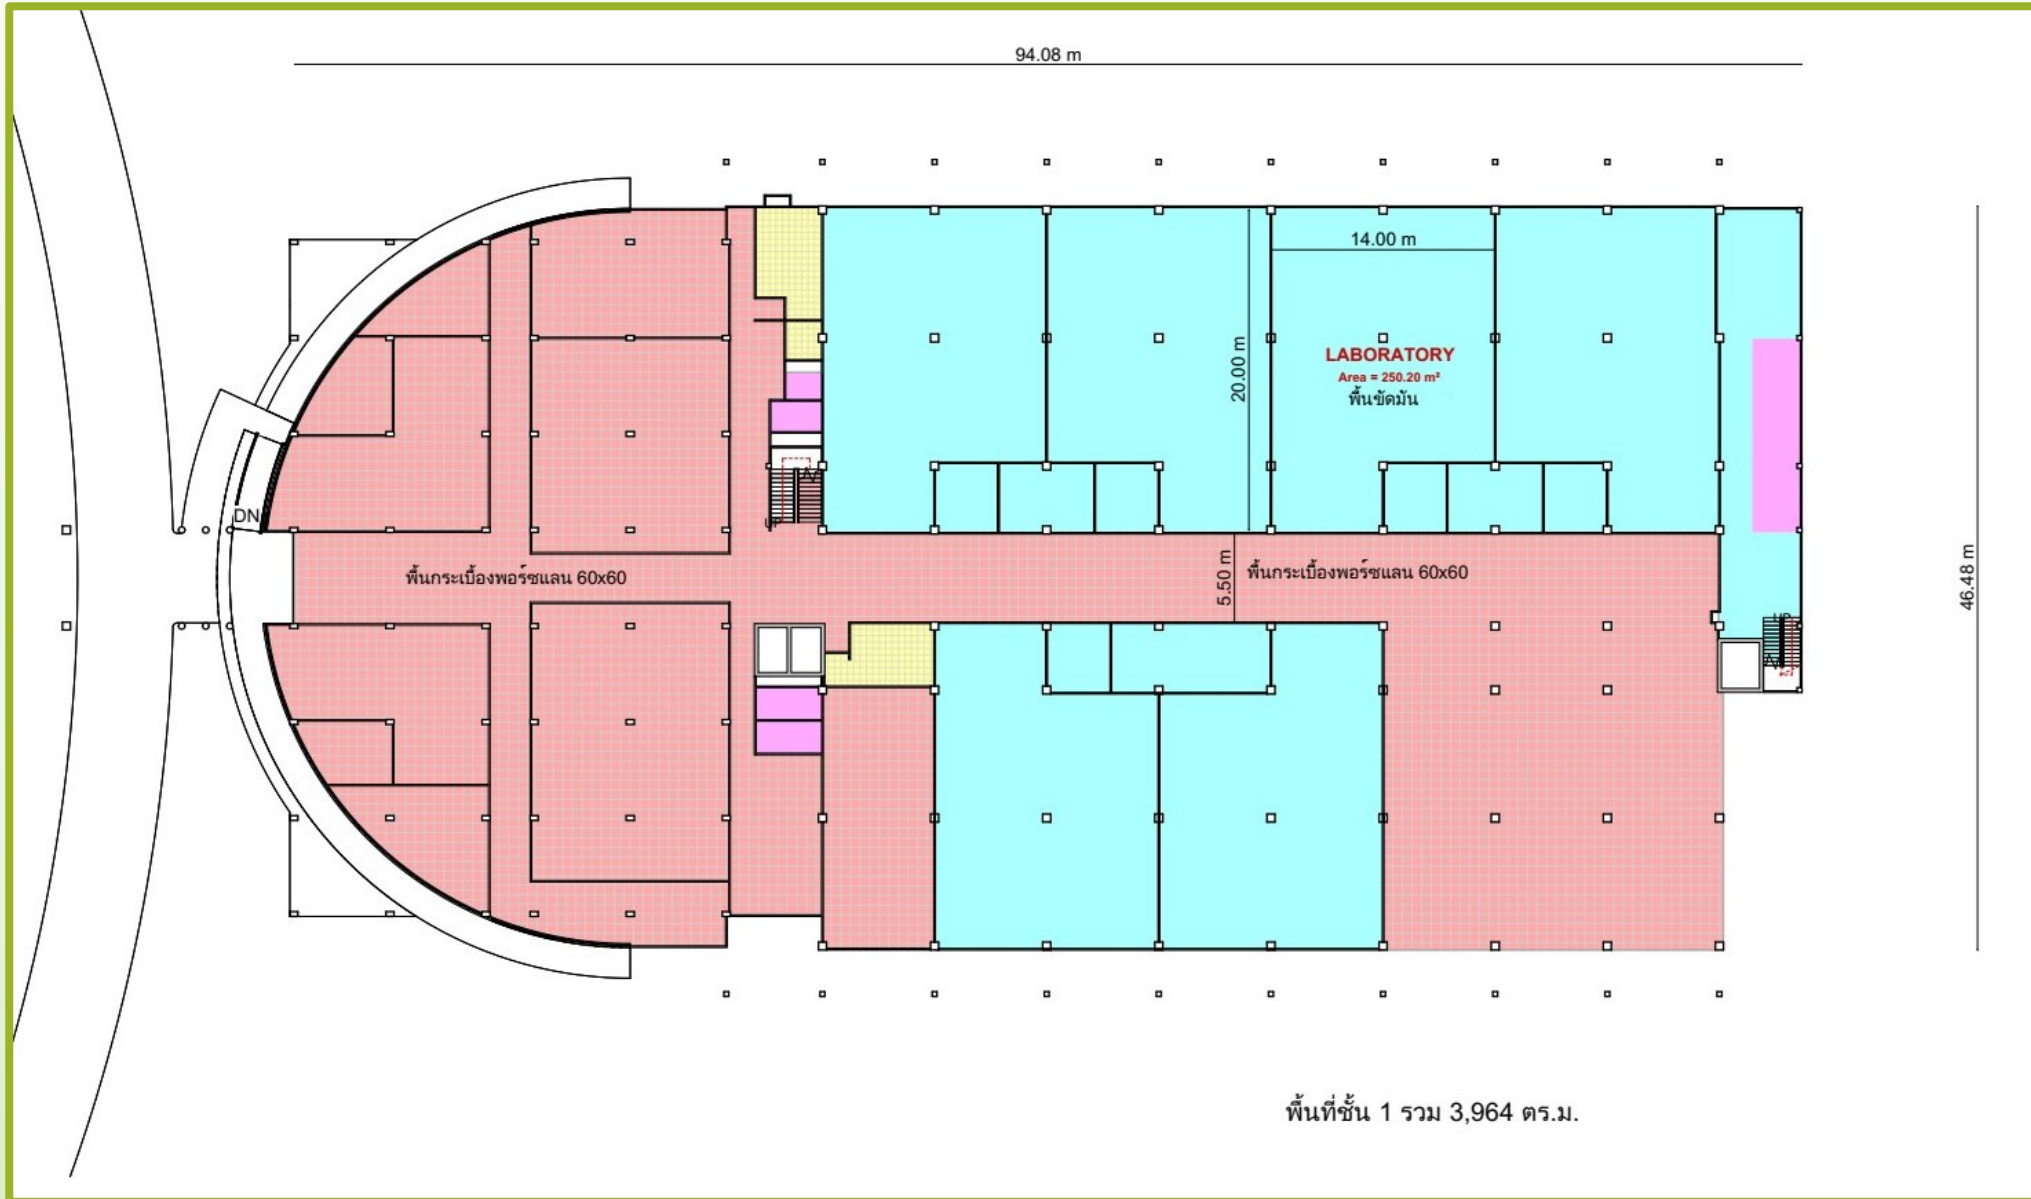 94.08 m
14.00 m
20.00 m
LABORATORY
Area = 250.20 m²
พื้นขัดมัน
UP
DN
พื้นกระเบื้องพอร์ซแลน 60x60
5.50 m
พื้นกระเบื้องพอร์ซแลน 60x60
46.48 m
UP
พื้นที่ชั้น 1 รวม 3,964 ตร.ม.